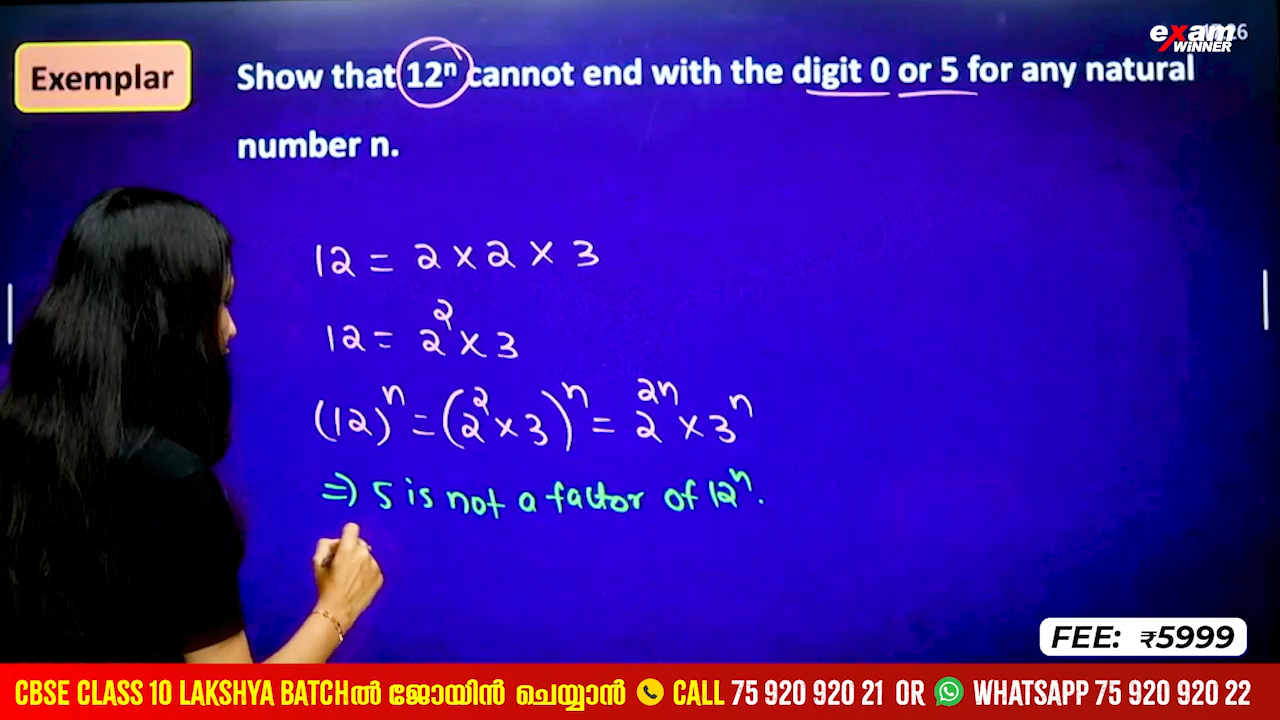 exam
WINNER
Exemplar
Show that 12ⁿ cannot end with the digit 0 or 5 for any natural
number n.
12 = 2 × 2 × 3
12 = 2² × 3
(12)ⁿ = (2² × 3)ⁿ = 2²ⁿ × 3ⁿ
⇒ 5 is not a factor of 12ⁿ.
FEE: ₹5999
CBSE CLASS 10 LAKSHYA BATCHൽ ജോയിൻ ചെയ്യാൻ CALL 75 920 920 21 OR WHATSAPP 75 920 920 22